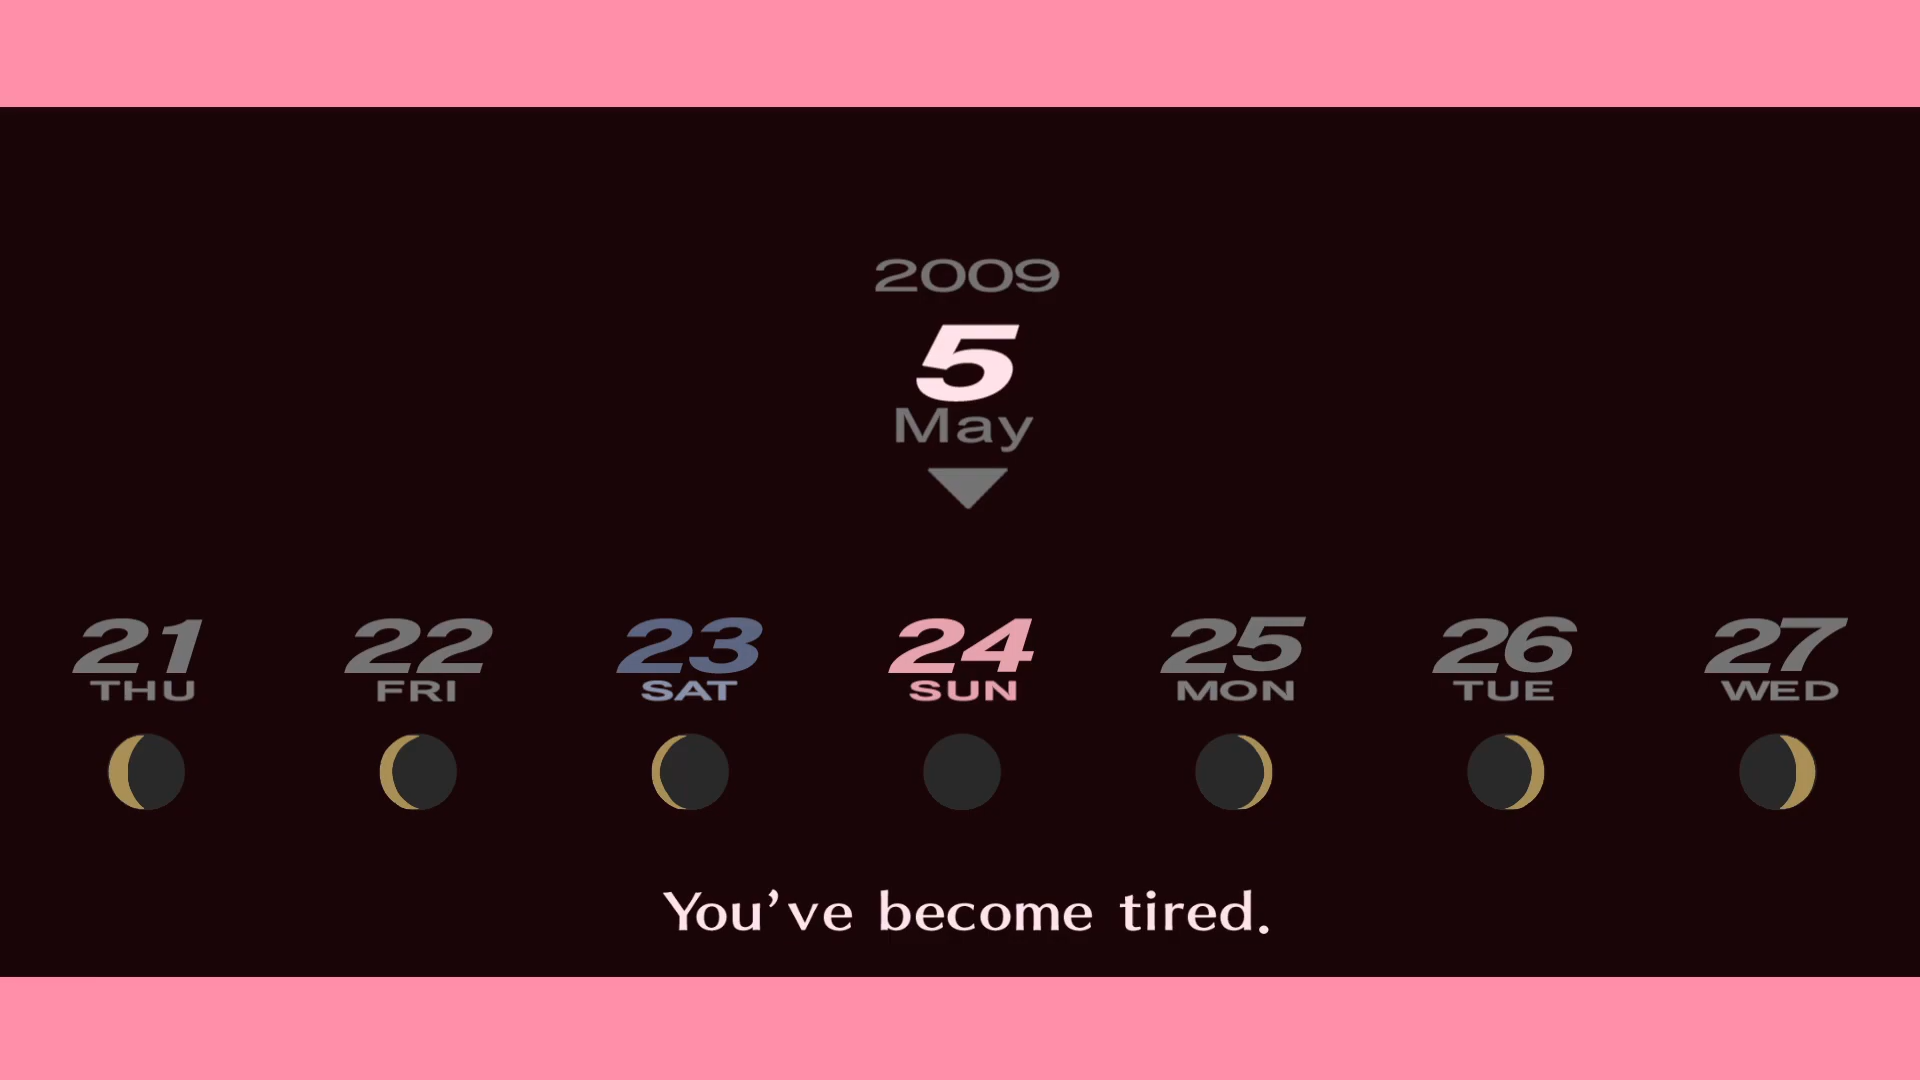 2009
5
May
21 22 23 24 25 26 27
THU FRI SAT SUN MON TUE WED
You've become tired.